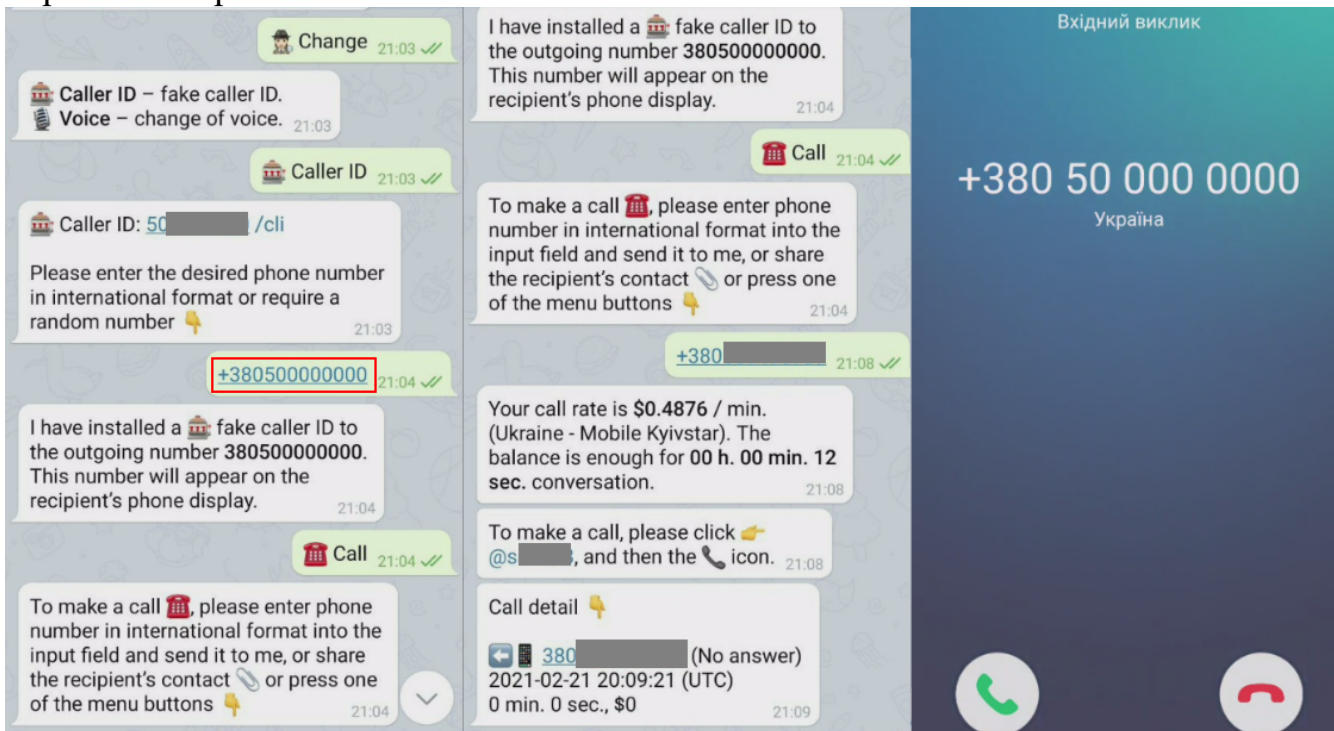 Change 21:03
Caller ID – fake caller ID.
Voice – change of voice. 21:03
Caller ID 21:03
Caller ID: 50 /cli
Please enter the desired phone number
in international format or require a
random number
21:03
+380500000000 21:04
I have installed a fake caller ID to
the outgoing number 380500000000.
This number will appear on the
recipient's phone display. 21:04
Call 21:04
To make a call, please enter phone
number in international format into the
input field and send it to me, or share
the recipient's contact or press one
of the menu buttons 21:04
I have installed a fake caller ID to
the outgoing number 380500000000.
This number will appear on the
recipient's phone display. 21:04
Call 21:04
To make a call, please enter phone
number in international format into the
input field and send it to me, or share
the recipient's contact or press one
of the menu buttons 21:04
+380 21:08
Your call rate is $0.4876 / min.
(Ukraine - Mobile Kyivstar). The
balance is enough for 00 h. 00 min. 12
sec. conversation. 21:08
To make a call, please click
@s , and then the icon. 21:08
Call detail
380 (No answer)
2021-02-21 20:09:21 (UTC)
0 min. 0 sec., $0 21:09
Вхідний виклик
+380 50 000 0000
Україна